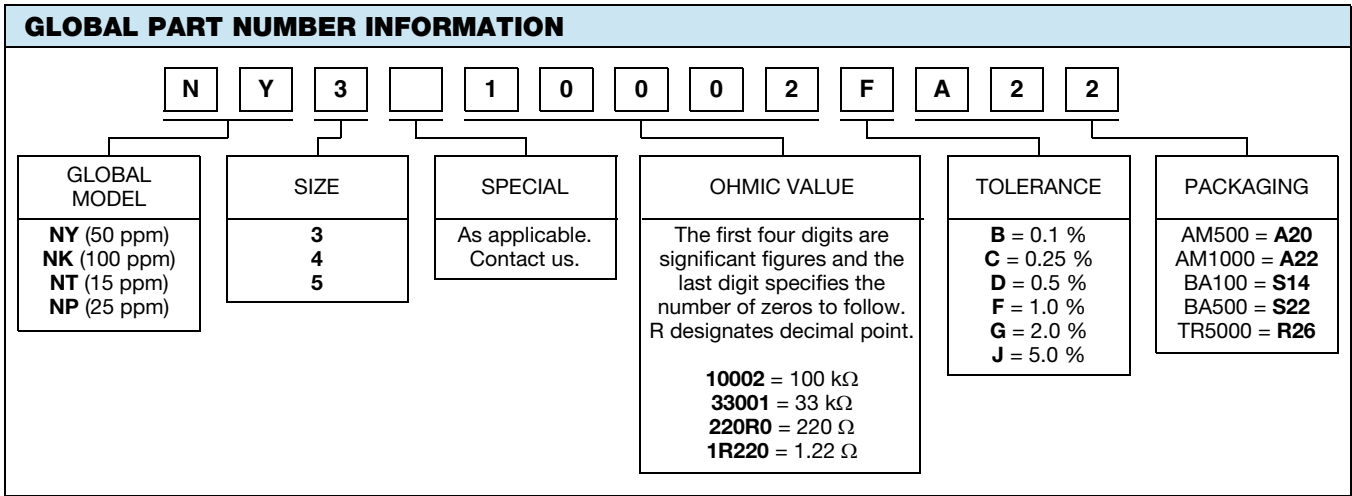 GLOBAL PART NUMBER INFORMATION
N Y 3 1 0 0 0 2 F A 2 2
GLOBAL
MODEL
NY (50 ppm)
NK (100 ppm)
NT (15 ppm)
NP (25 ppm)
SIZE
3
4
5
SPECIAL
As applicable.
Contact us.
OHMIC VALUE
The first four digits are
significant figures and the
last digit specifies the
number of zeros to follow.
R designates decimal point.
10002 = 100 kΩ
33001 = 33 kΩ
220R0 = 220 Ω
1R220 = 1.22 Ω
TOLERANCE
B = 0.1 %
C = 0.25 %
D = 0.5 %
F = 1.0 %
G = 2.0 %
J = 5.0 %
PACKAGING
AM500 = A20
AM1000 = A22
BA100 = S14
BA500 = S22
TR5000 = R26